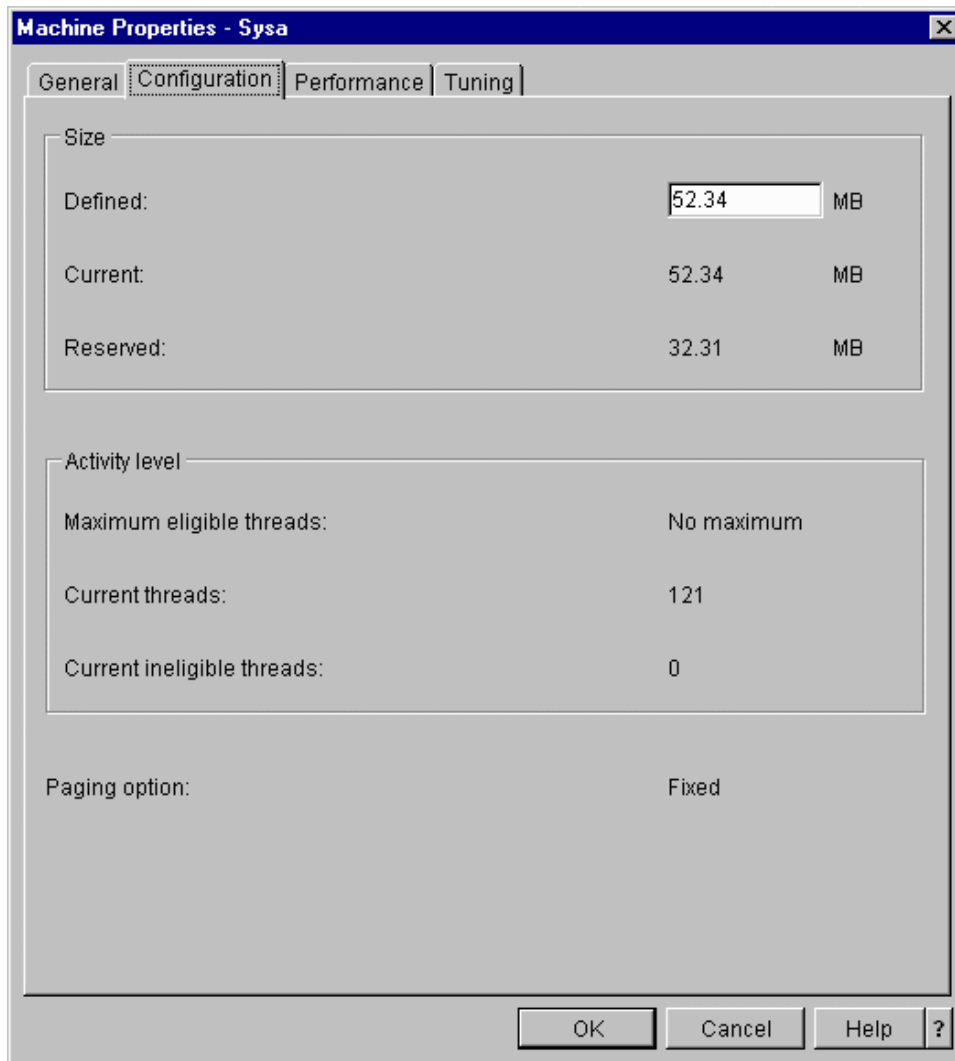 Machine Properties - Sysa
General Configuration Performance Tuning
Size
Defined: 52.34 MB
Current: 52.34 MB
Reserved: 32.31 MB
Activity level
Maximum eligible threads: No maximum
Current threads: 121
Current ineligible threads: 0
Paging option: Fixed
OK Cancel Help ?